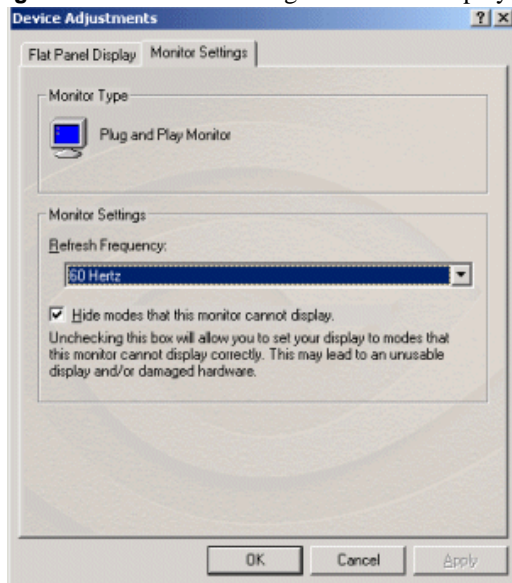 Device Adjustments
Flat Panel Display
Monitor Settings
Monitor Type
Plug and Play Monitor
Monitor Settings
Refresh Frequency:
60 Hertz
Hide modes that this monitor cannot display.
Unchecking this box will allow you to set your display to modes that
this monitor cannot display correctly. This may lead to an unusable
display and/or damaged hardware.
OK
Cancel
Apply